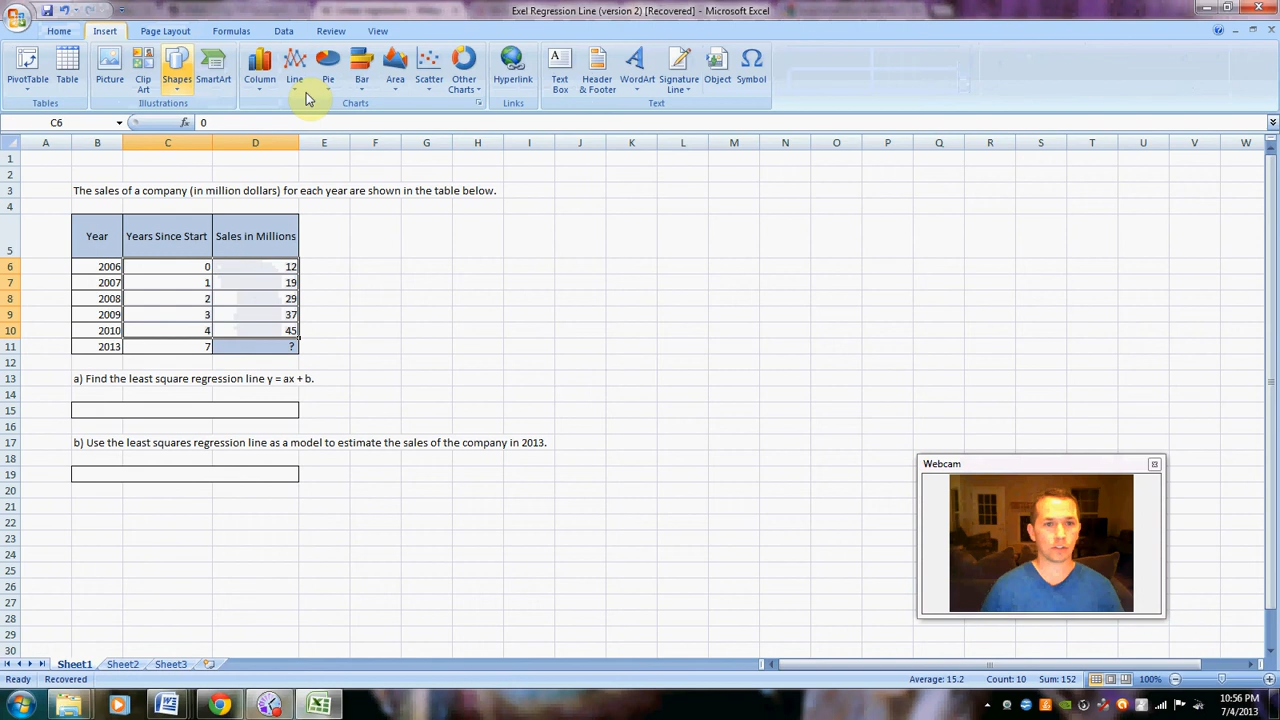 Exel Regression Line (version 2) [Recovered] - Microsoft Excel
Home Insert Page Layout Formulas Data Review View
PivotTable Table Picture Clip Art Shapes SmartArt Column Line Pie Bar Area Scatter Other Charts Hyperlink Text Box Header & Footer WordArt Signature Line Object Symbol
Tables Illustrations Charts Links Text
C6 fx 0
A B C D E F G H I J K L M N O P Q R S T U V W
1
2
3 The sales of a company (in million dollars) for each year are shown in the table below.
4
5 Year Years Since Start Sales in Millions
6 2006 0 12
7 2007 1 19
8 2008 2 29
9 2009 3 37
10 2010 4 45
11 2013 7 ?
12
13 a) Find the least square regression line y = ax + b.
14
15
16
17 b) Use the least squares regression line as a model to estimate the sales of the company in 2013.
18
Webcam
19
20
21
22
23
24
25
26
27
28
29
30
Sheet1 Sheet2 Sheet3
Ready Recovered Average: 15.2 Count: 10 Sum: 152 100%
10:56 PM
7/4/2013